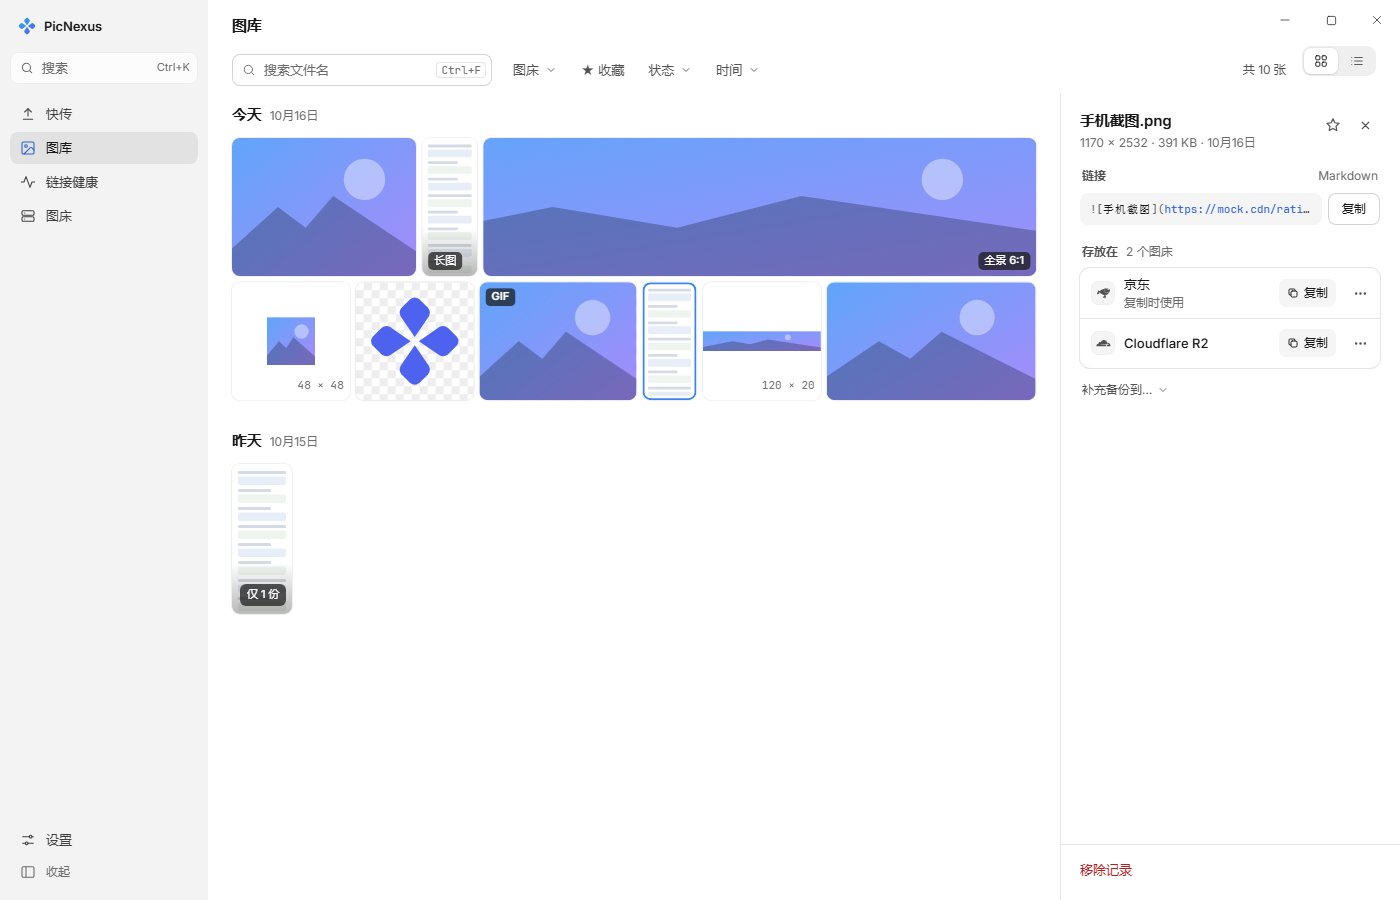 PicNexus
搜索 Ctrl+K
快传
图库
链接健康
图床
设置
收起
图库
搜索文件名 Ctrl+F
图床
★ 收藏
状态
时间
共 10 张
今天 10月16日
长图
全景 6:1
48 × 48
GIF
120 × 20
昨天 10月15日
仅 1 份
手机截图.png
1170 × 2532 · 391 KB · 10月16日
链接 Markdown
![手机截图](https://mock.cdn/rati… 复制
存放在 2 个图床
京东
复制时使用
复制
Cloudflare R2
复制
补充备份到...
移除记录